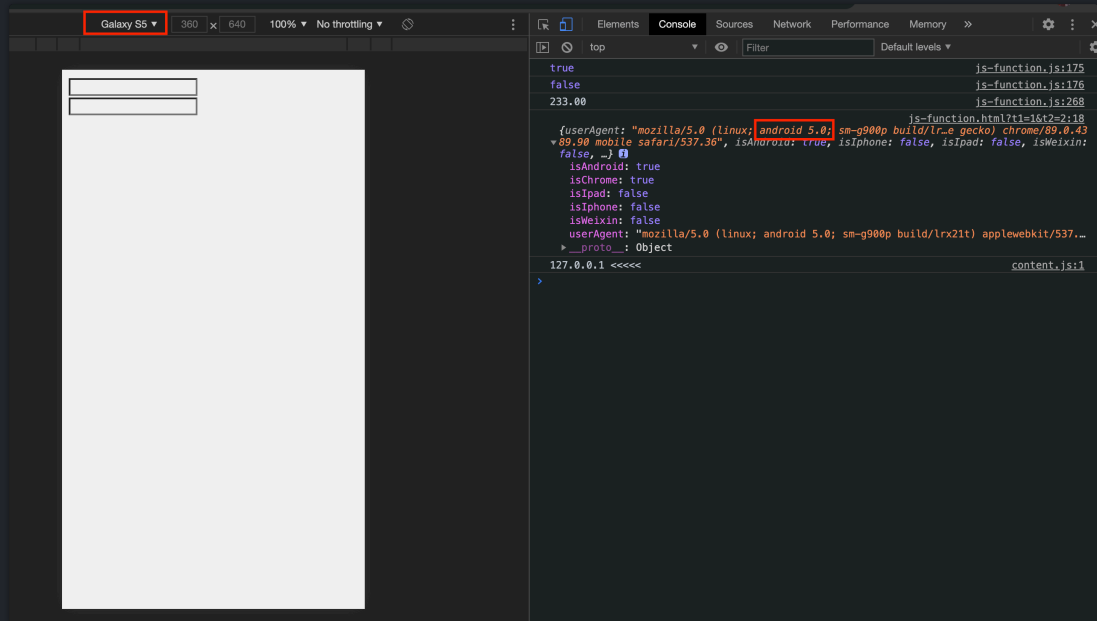 Galaxy S5 ▼ 360 x 640 100% ▼ No throttling ▼
Elements Console Sources Network Performance Memory »
top ▼ Filter Default levels ▼
true js-function.js:175
false js-function.js:176
233.00 js-function.js:268
js-function.html?t1=1&t2=2:18
{userAgent: "mozilla/5.0 (linux; android 5.0; sm-g900p build/lr…e gecko) chrome/89.0.43
89.90 mobile safari/537.36", isAndroid: true, isIphone: false, isIpad: false, isWeixin:
false, …}
isAndroid: true
isChrome: true
isIpad: false
isIphone: false
isWeixin: false
userAgent: "mozilla/5.0 (linux; android 5.0; sm-g900p build/lrx21t) applewebkit/537.…
__proto__: Object
127.0.0.1 <<<<< content.js:1